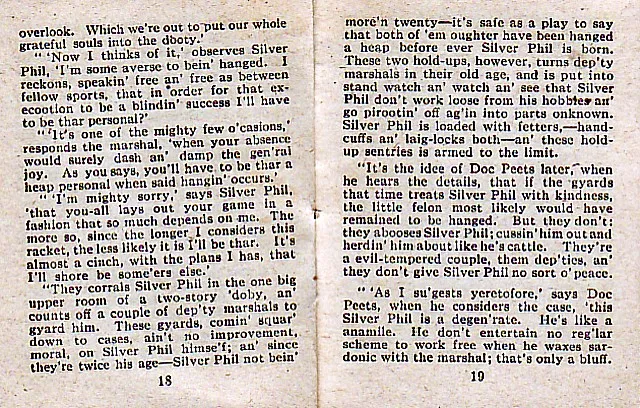 overlook. Which we're out to put our whole
grateful souls into the dooty.'
"'Now I thinks of it,' observes Silver
Phil, 'I'm some averse to bein' hanged. I
reckons, speakin' free an' free as between
fellow sports, that in order for that ex-
ecootion to be a blindin' success I'll have
to be thar personal?'
"'It's one of the mighty few o'casions,'
responds the marshal, 'when your absence
would surely dash an' damp the gen'ral
joy. As you says, you'll have to be thar a
heap personal when said hangin' occurs.'
"'I'm mighty sorry,' says Silver Phil,
'that you-all lays out your game in a
fashion that so much depends on me. The
more so, since the longer I considers this
racket, the less likely it is I'll be thar. It's
almost a cinch, with the plans I has, that
I'll shore be some'ers else.'
"They corrals Silver Phil in the one big
upper room of a two-story 'doby, an'
counts off a couple of dep'ty marshals to
gyard him. These gyards, comin' squar'
down to cases, ain't no improvement,
moral, on Silver Phil himse'f; an' since
they're twice his age—Silver Phil not bein'
18
more'n twenty—it's safe as a play to say
that both of 'em oughter have been hanged
a heap before ever Silver Phil is born.
These two hold-ups, however, turns dep'ty
marshals in their old age, and is put into
stand watch an' watch an' see that Silver
Phil don't work loose from his hobbles an'
go pirootin' off ag'in into parts onknown.
Silver Phil is loaded with fetters,—hand-
cuffs an' laig-locks both—an' these hold-
up sentries is armed to the limit.
"It's the idea of Doc Peets later, when
he hears the details, that if the gyards
that time treats Silver Phil with kindness,
the little felon most likely would have
remained to be hanged. But they don't:
they abooses Silver Phil; cussin' him out and
herdin' him about like he's cattle. They're
a evil-tempered couple, them dep'ties, an'
they don't give Silver Phil no sort o' peace.
"'As I su'gests yeretofore,' says Doc
Peets, when he considers the case, 'this
Silver Phil is a degen'rate. He's like a
anamile. He don't entertain no reg'lar
scheme to work free when he waxes sar-
donic with the marshal; that's only a bluff.
19